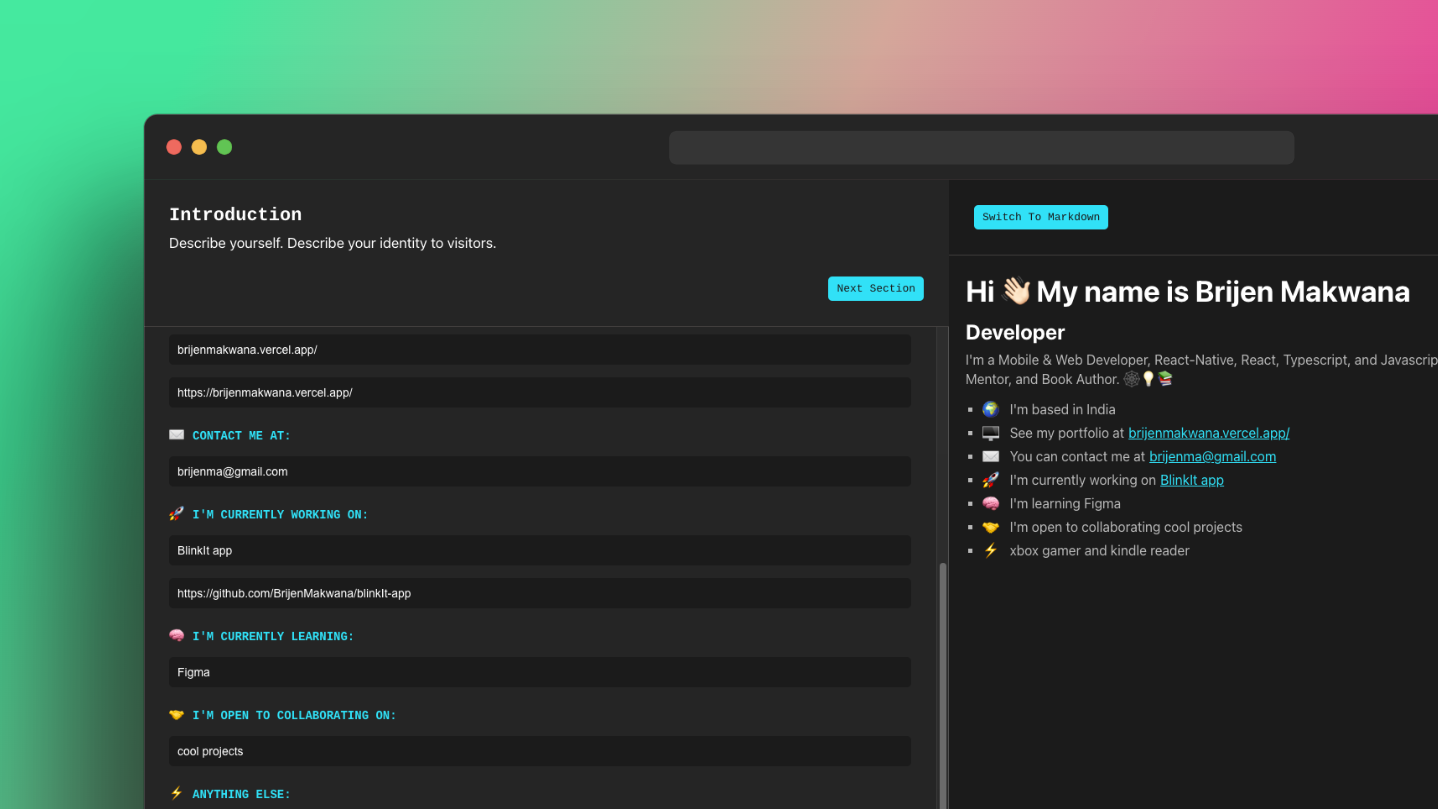 Introduction
Describe yourself. Describe your identity to visitors.
Next Section
brijenmakwana.vercel.app/
https://brijenmakwana.vercel.app/
✉️ CONTACT ME AT:
brijenma@gmail.com
🚀 I'M CURRENTLY WORKING ON:
BlinkIt app
https://github.com/BrijenMakwana/blinkIt-app
🧠 I'M CURRENTLY LEARNING:
Figma
🤝 I'M OPEN TO COLLABORATING ON:
cool projects
⚡ ANYTHING ELSE:
Switch To Markdown
Hi 👋🏻 My name is Brijen Makwana
Developer
I'm a Mobile & Web Developer, React-Native, React, Typescript, and Javascrip
Mentor, and Book Author. 🕸️💡📚
🌍 I'm based in India
🖥️ See my portfolio at brijenmakwana.vercel.app/
✉️ You can contact me at brijenma@gmail.com
🚀 I'm currently working on BlinkIt app
🧠 I'm learning Figma
🤝 I'm open to collaborating cool projects
⚡ xbox gamer and kindle reader